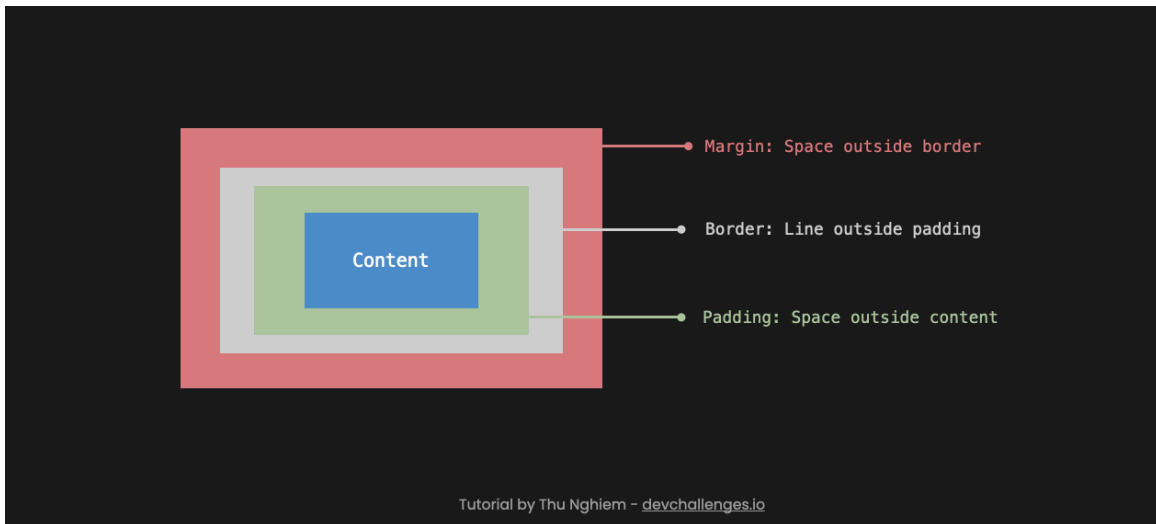 Margin: Space outside border
Border: Line outside padding
Content
Padding: Space outside content
Tutorial by Thu Nghiem - devchallenges.io